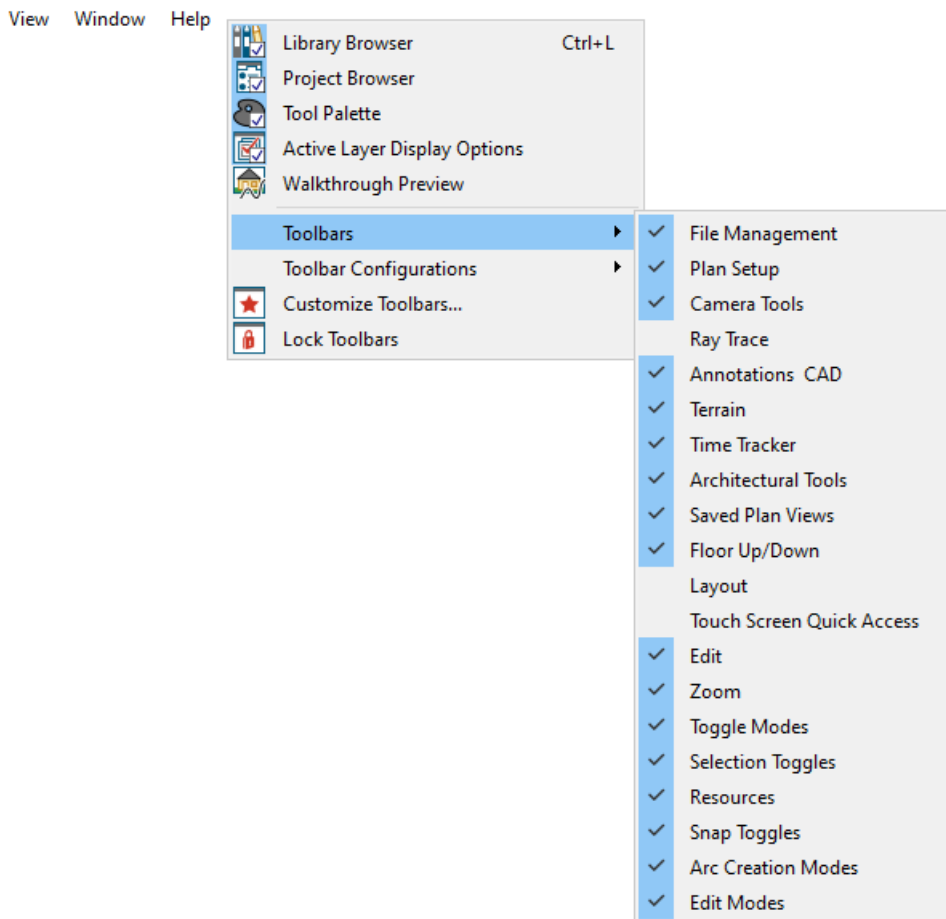 View Window Help
Library Browser Ctrl+L
Project Browser
Tool Palette
Active Layer Display Options
Walkthrough Preview
Toolbars
Toolbar Configurations
Customize Toolbars...
Lock Toolbars
File Management
Plan Setup
Camera Tools
Ray Trace
Annotations  CAD
Terrain
Time Tracker
Architectural Tools
Saved Plan Views
Floor Up/Down
Layout
Touch Screen Quick Access
Edit
Zoom
Toggle Modes
Selection Toggles
Resources
Snap Toggles
Arc Creation Modes
Edit Modes